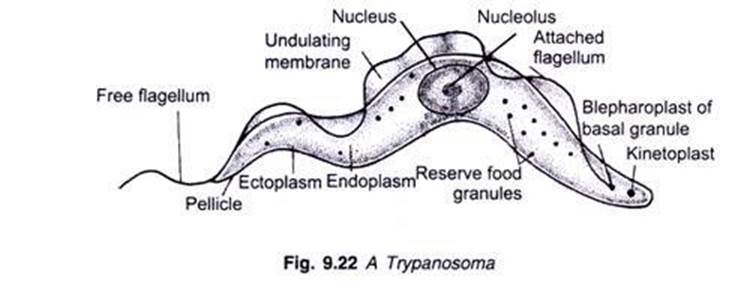 Nucleus
Nucleolus
Undulating
membrane
Attached
flagellum
Free flagellum
Blepharoplast of
basal granule
Kinetoplast
Ectoplasm
Endoplasm
Reserve food
granules
Pellicle
Fig. 9.22 A Trypanosoma